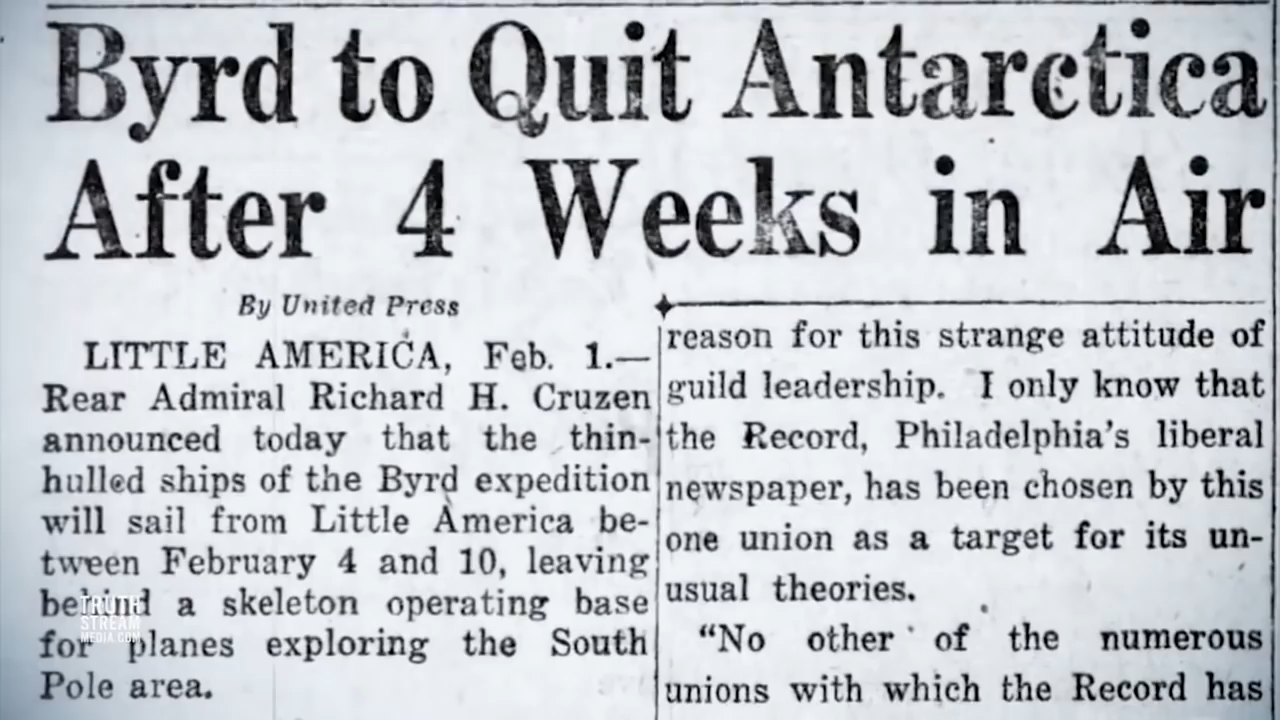 Byrd to Quit Antarctica
After 4 Weeks in Air
By United Press
LITTLE AMERICA, Feb. 1.—
Rear Admiral Richard H. Cruzen
announced today that the thin-
hulled ships of the Byrd expedition
will sail from Little America be-
tween February 4 and 10, leaving
behind a skeleton operating base
for planes exploring the South
Pole area.
reason for this strange attitude of
guild leadership. I only know that
the Record, Philadelphia's liberal
newspaper, has been chosen by this
one union as a target for its un-
usual theories.
“No other of the numerous
unions with which the Record has
TRUTH
STREAM
MEDIA.COM